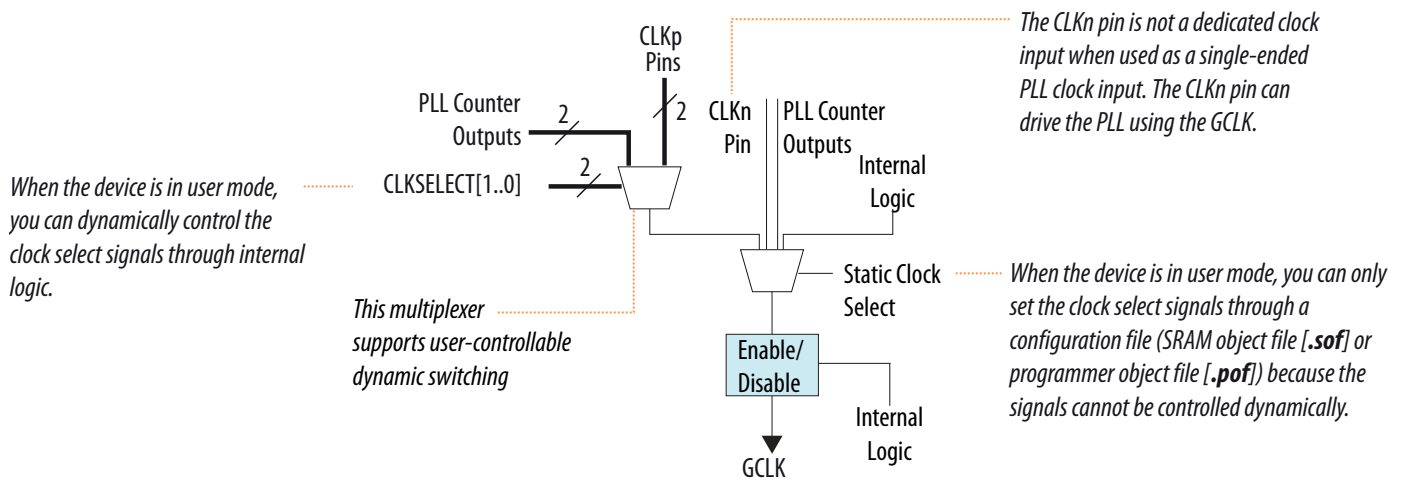 The CLKn pin is not a dedicated clock
input when used as a single-ended
PLL clock input. The CLKn pin can
drive the PLL using the GCLK.
CLKp
Pins
2
PLL Counter
Outputs
2
CLKn
Pin
PLL Counter
Outputs
Internal
Logic
When the device is in user mode,
you can dynamically control the
clock select signals through internal
logic.
CLKSELECT[1..0]
2
This multiplexer
supports user-controllable
dynamic switching
Static Clock
Select
When the device is in user mode, you can only
set the clock select signals through a
configuration file (SRAM object file [.sof] or
programmer object file [.pof]) because the
signals cannot be controlled dynamically.
Enable/
Disable
Internal
Logic
GCLK